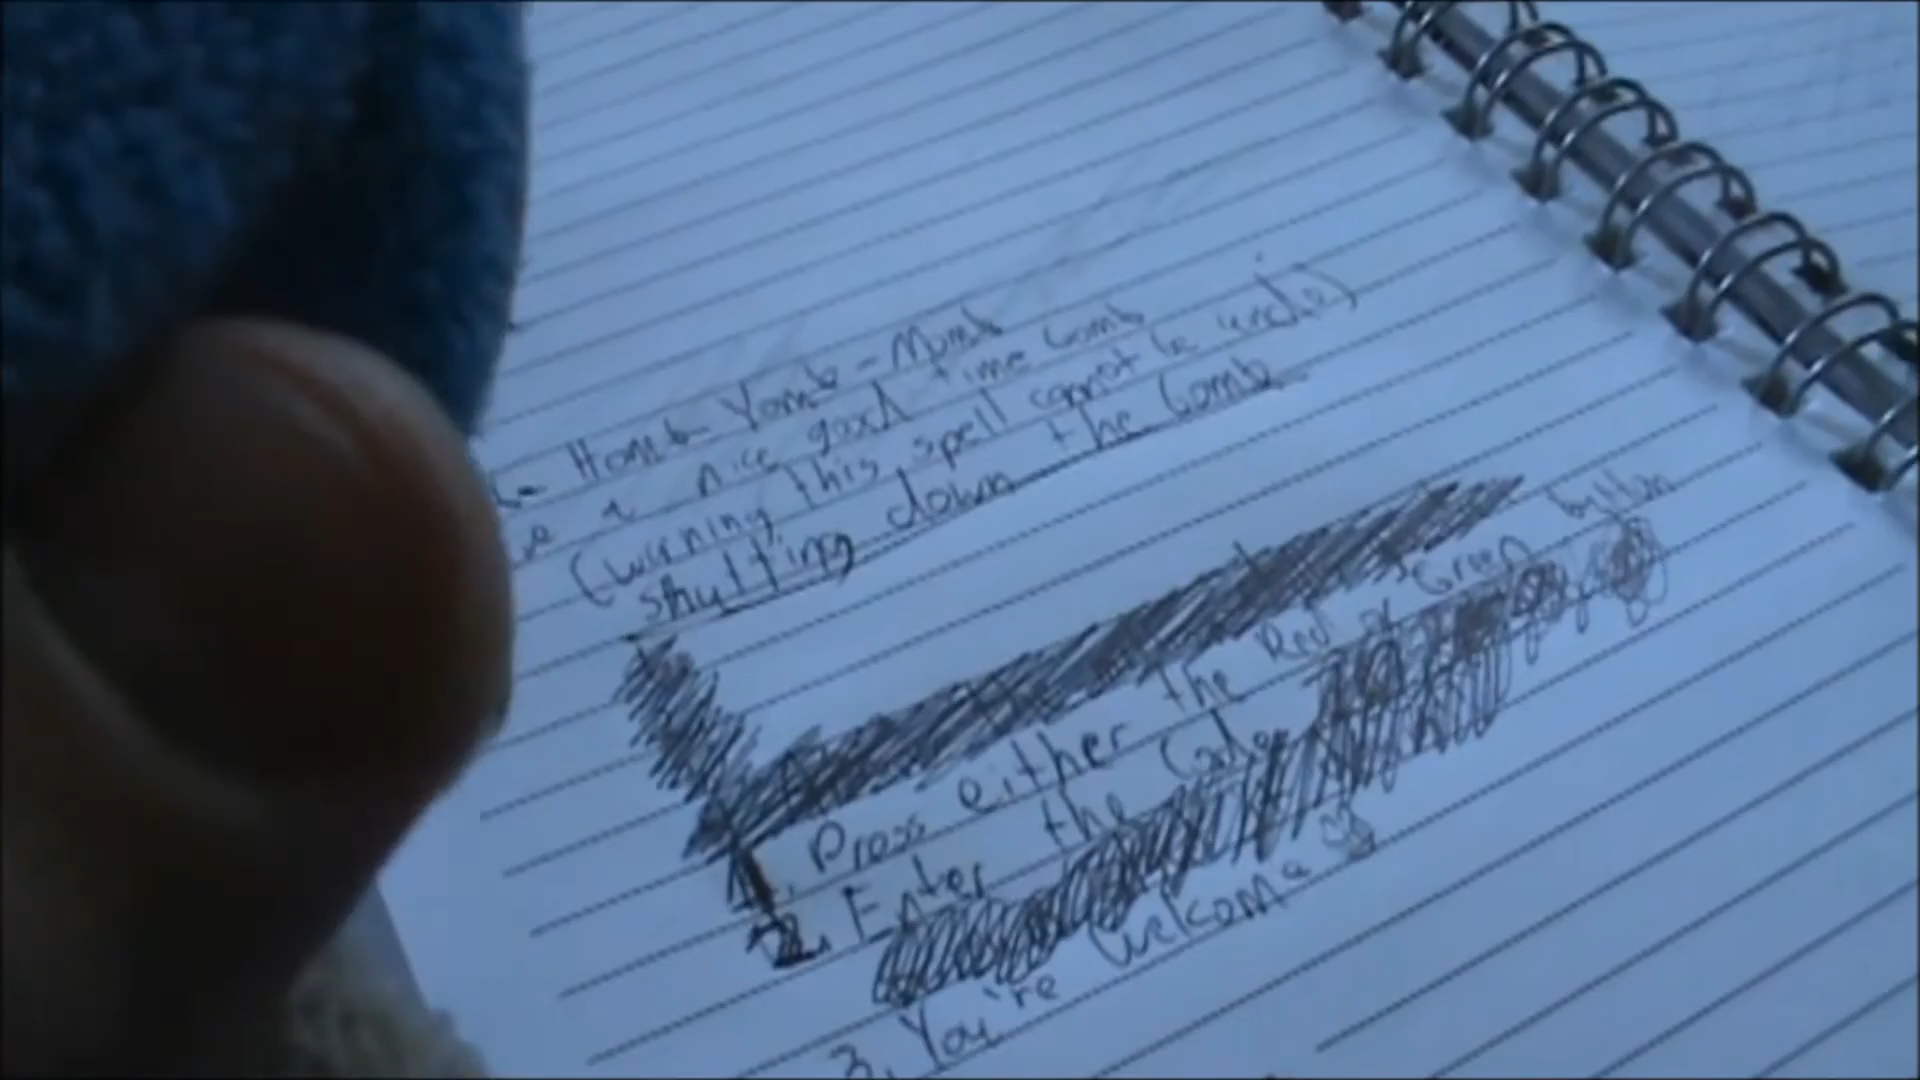 Homb Yomb - Momb
a nice good time bomb
(warning this spell cannot be undo)
shutting down the bomb
1. Press either the Red or Green button
2. Enter the Code
3. You're welcome